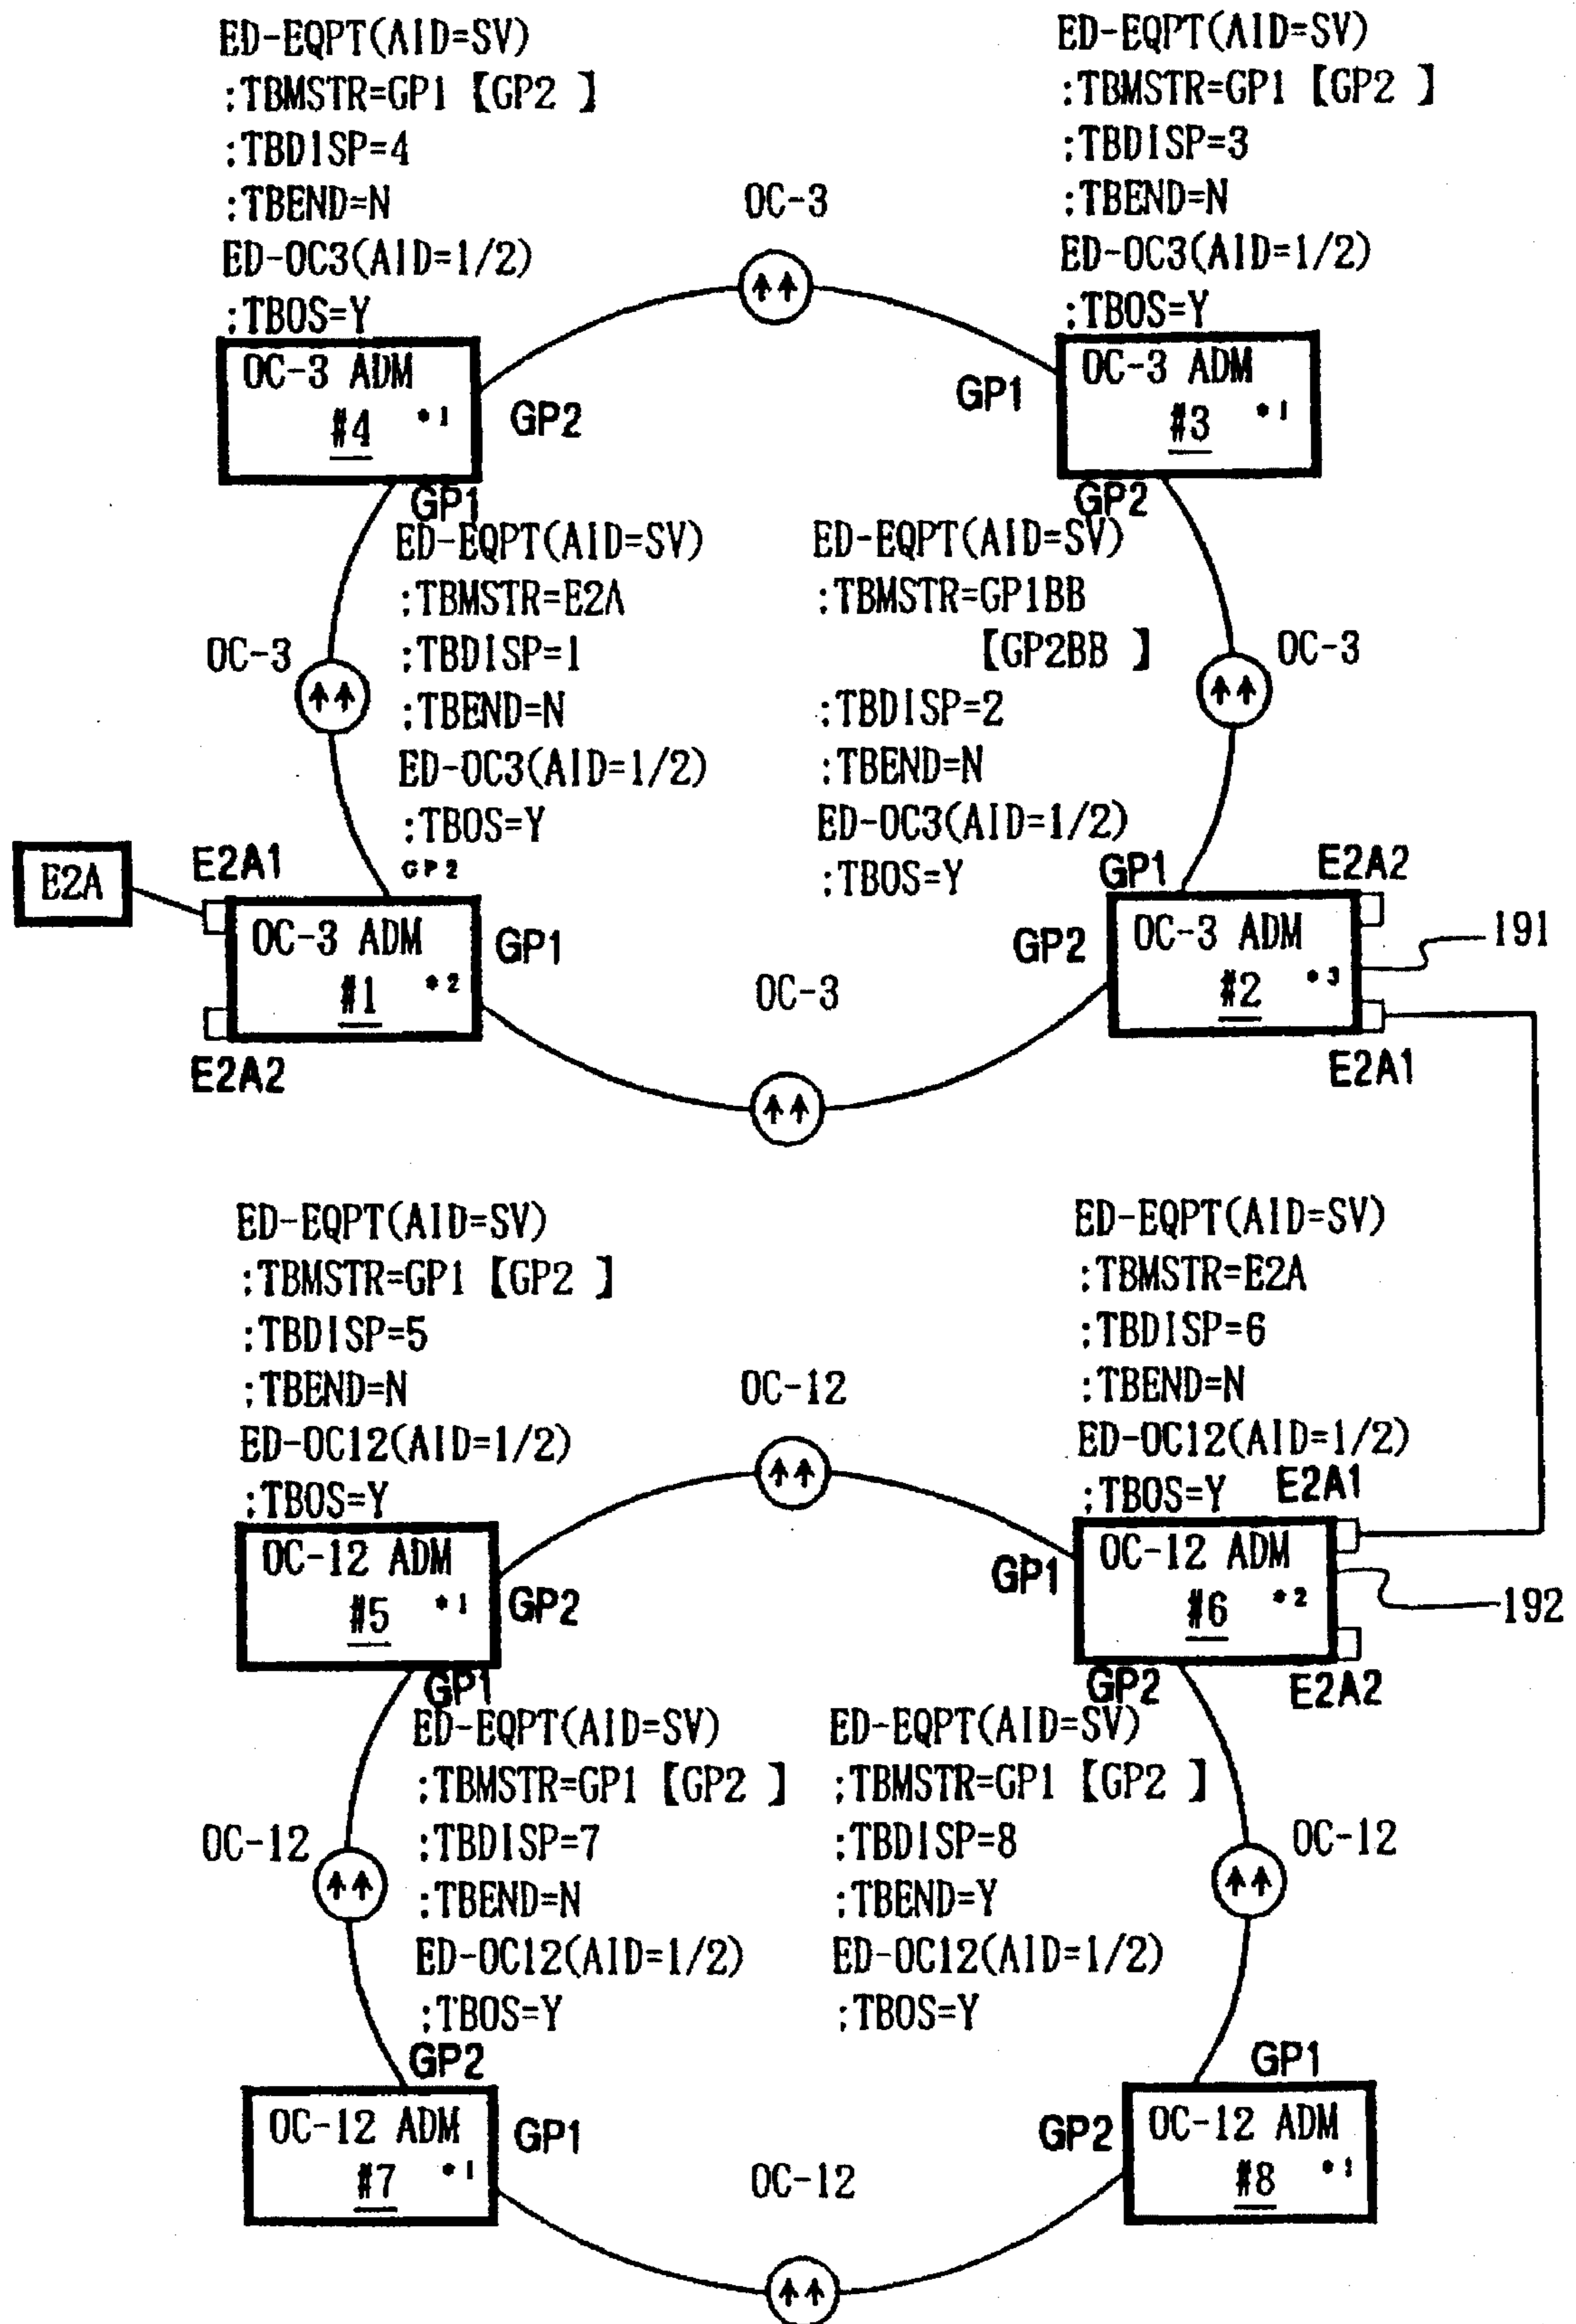 ED-EQPT(AID=SV)
:TBMSTR=GP1【GP2 】
:TBDISP=4
:TBEND=N
ED-OC3(AID=1/2)
:TBOS=Y
ED-EQPT(AID=SV)
:TBMSTR=GP1【GP2 】
:TBDISP=3
:TBEND=N
ED-OC3(AID=1/2)
:TBOS=Y
OC-3
OC-3 ADM
#4 *1
GP2
GP1
GP1
OC-3 ADM
#3 *1
GP2
ED-EQPT(AID=SV)
:TBMSTR=E2A
:TBDISP=1
:TBEND=N
ED-OC3(AID=1/2)
:TBOS=Y
ED-EQPT(AID=SV)
:TBMSTR=GP1BB
【GP2BB 】
:TBDISP=2
:TBEND=N
ED-OC3(AID=1/2)
:TBOS=Y
OC-3
OC-3
E2A
E2A1
GP2
OC-3 ADM
#1 *2
GP1
E2A2
OC-3
GP1
E2A2
GP2
OC-3 ADM
#2 *3
191
E2A1
ED-EQPT(AID=SV)
:TBMSTR=GP1【GP2 】
:TBDISP=5
:TBEND=N
ED-OC12(AID=1/2)
:TBOS=Y
ED-EQPT(AID=SV)
:TBMSTR=E2A
:TBDISP=6
:TBEND=N
ED-OC12(AID=1/2)
:TBOS=Y
E2A1
OC-12
OC-12 ADM
#5 *1
GP2
GP1
GP1
OC-12 ADM
#6 *2
192
GP2
E2A2
ED-EQPT(AID=SV)
:TBMSTR=GP1【GP2 】
:TBDISP=7
:TBEND=N
ED-OC12(AID=1/2)
:TBOS=Y
ED-EQPT(AID=SV)
:TBMSTR=GP1【GP2 】
:TBDISP=8
:TBEND=Y
ED-OC12(AID=1/2)
:TBOS=Y
OC-12
OC-12
GP2
OC-12 ADM
#7 *1
GP1
OC-12
GP1
GP2
OC-12 ADM
#8 *1